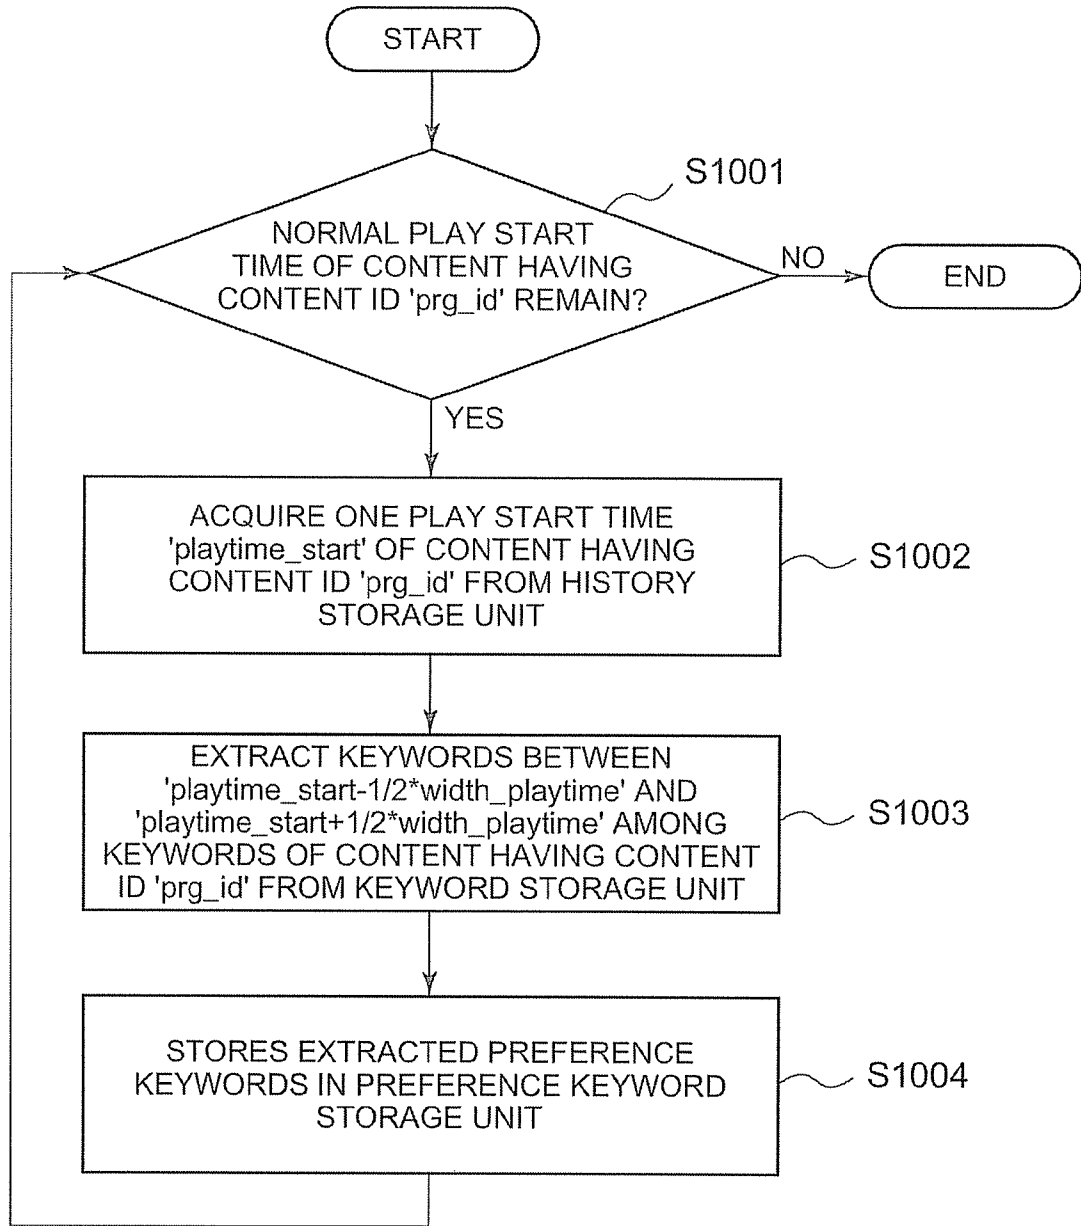 START
S1001
NORMAL PLAY START
TIME OF CONTENT HAVING
CONTENT ID 'prg_id' REMAIN?
NO
END
YES
ACQUIRE ONE PLAY START TIME
'playtime_start' OF CONTENT HAVING
CONTENT ID 'prg_id' FROM HISTORY
STORAGE UNIT
S1002
EXTRACT KEYWORDS BETWEEN
'playtime_start-1/2*width_playtime' AND
'playtime_start+1/2*width_playtime' AMONG
KEYWORDS OF CONTENT HAVING CONTENT
ID 'prg_id' FROM KEYWORD STORAGE UNIT
S1003
STORES EXTRACTED PREFERENCE
KEYWORDS IN PREFERENCE KEYWORD
STORAGE UNIT
S1004